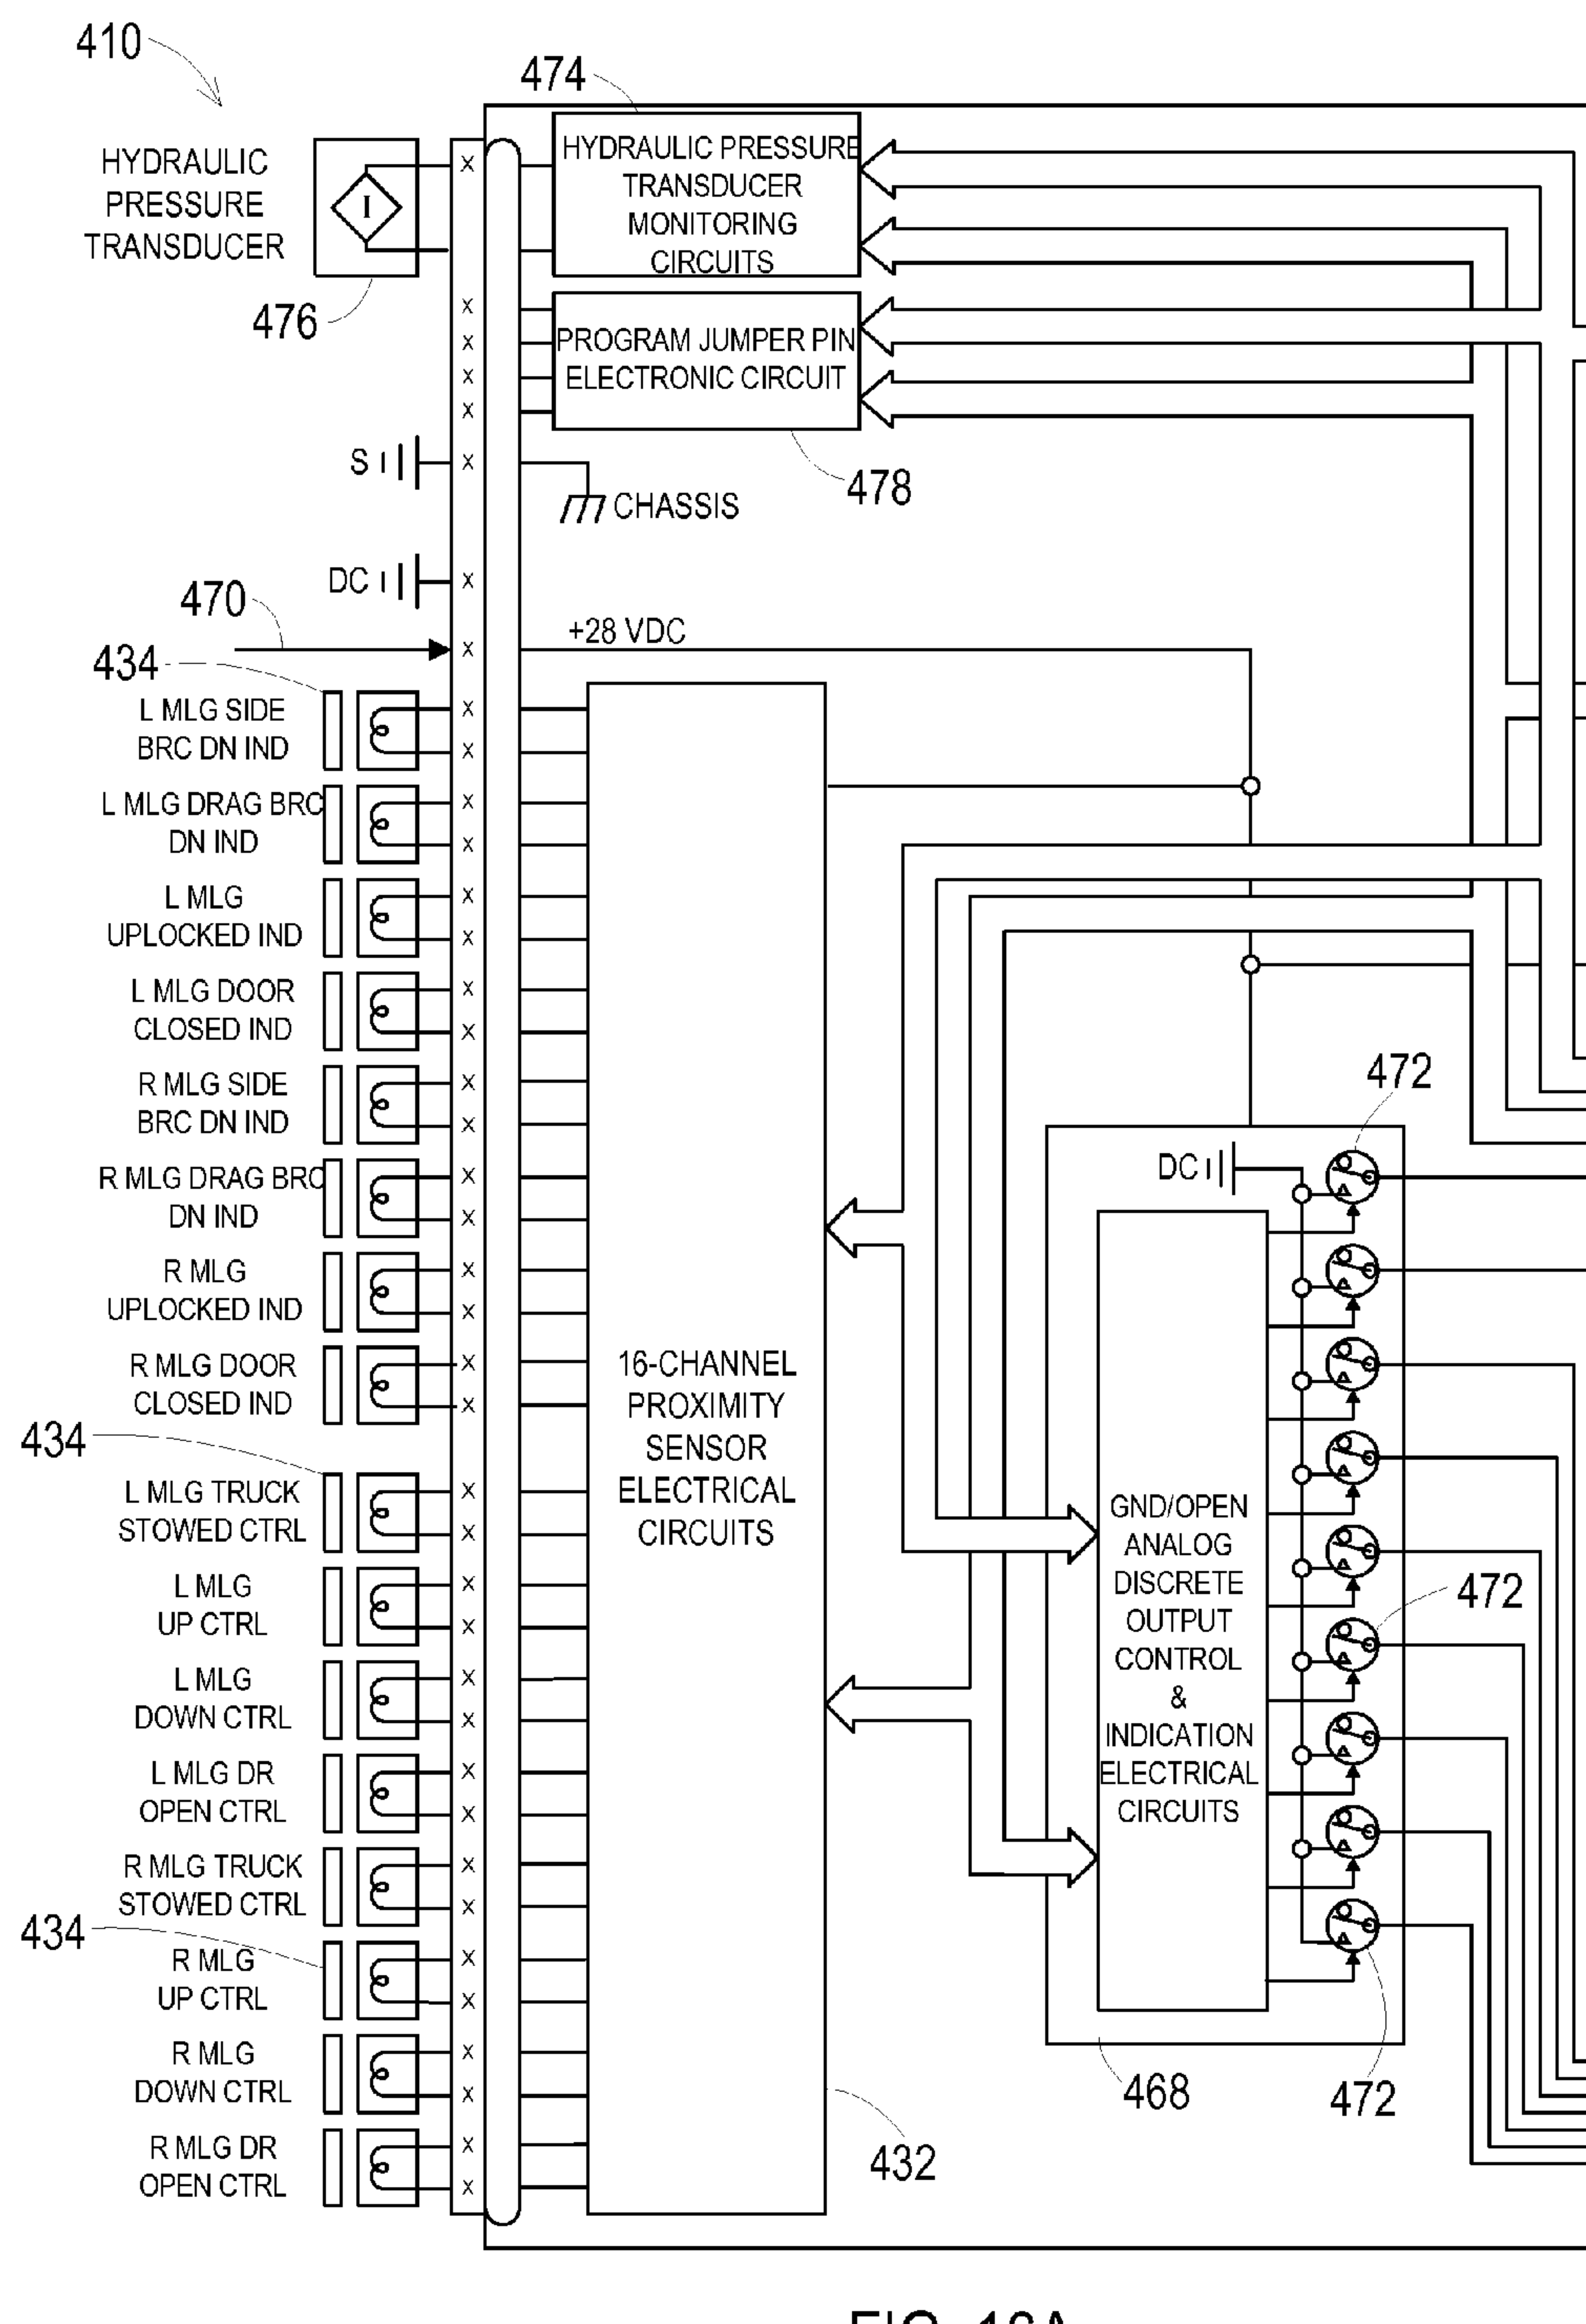 410
474
HYDRAULIC
PRESSURE
TRANSDUCER
I
476
HYDRAULIC PRESSURE
TRANSDUCER
MONITORING
CIRCUITS
PROGRAM JUMPER PIN
ELECTRONIC CIRCUIT
478
S
CHASSIS
DC
470
+28 VDC
434
L MLG SIDE
BRC DN IND
L MLG DRAG BRC
DN IND
L MLG
UPLOCKED IND
L MLG DOOR
CLOSED IND
R MLG SIDE
BRC DN IND
R MLG DRAG BRC
DN IND
R MLG
UPLOCKED IND
R MLG DOOR
CLOSED IND
434
L MLG TRUCK
STOWED CTRL
L MLG
UP CTRL
L MLG
DOWN CTRL
L MLG DR
OPEN CTRL
R MLG TRUCK
STOWED CTRL
434
R MLG
UP CTRL
R MLG
DOWN CTRL
R MLG DR
OPEN CTRL
16-CHANNEL
PROXIMITY
SENSOR
ELECTRICAL
CIRCUITS
432
472
DC
GND/OPEN
ANALOG
DISCRETE
OUTPUT
CONTROL
&
INDICATION
ELECTRICAL
CIRCUITS
472
468
472